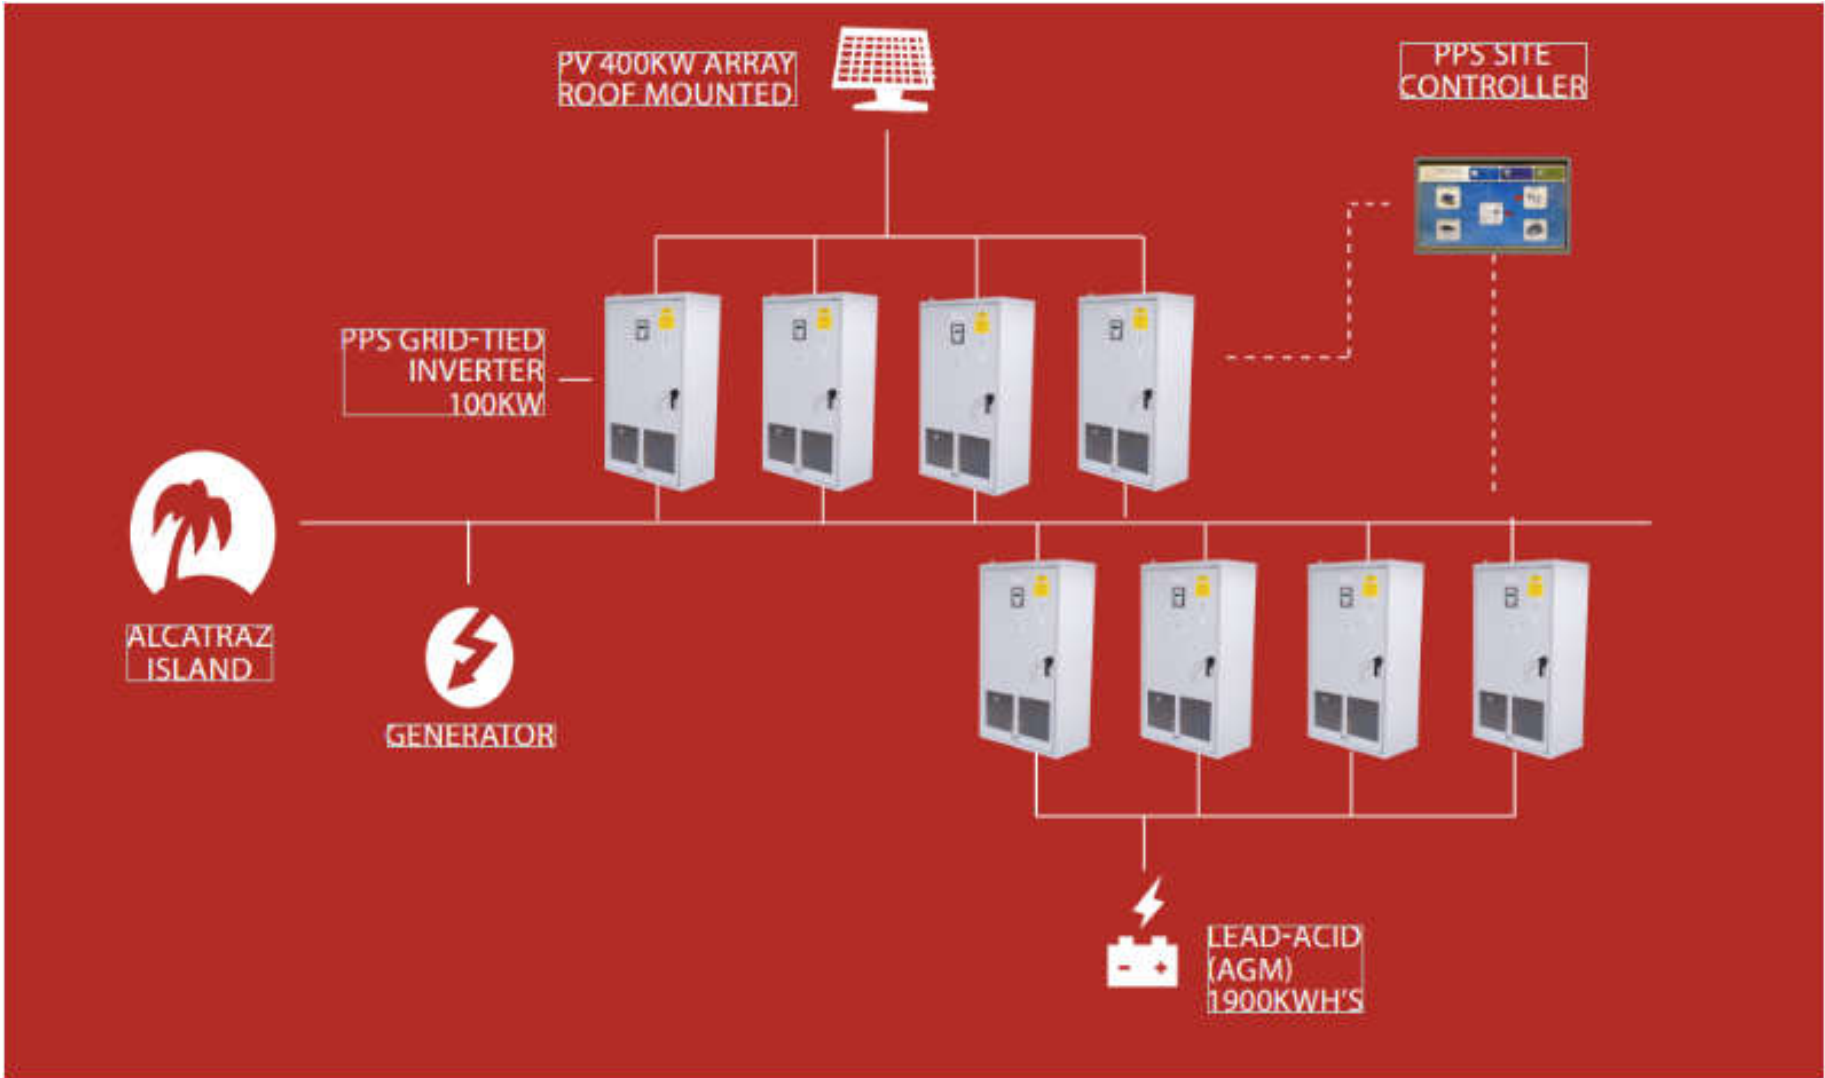 PV 400KW ARRAY
ROOF MOUNTED
PPS SITE
CONTROLLER
PPS GRID-TIED
INVERTER
100KW
ALCATRAZ
ISLAND
GENERATOR
LEAD-ACID
(AGM)
1900KWH'S